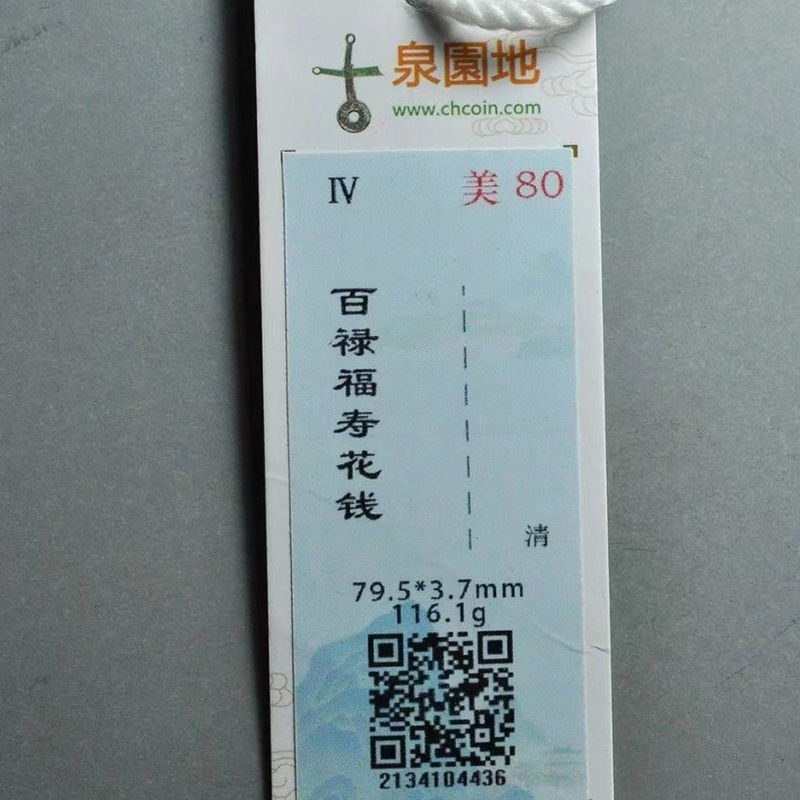 泉園地
www.chcoin.com
IV 美 80
百禄福寿花钱
清
79.5*3.7mm
116.1g
2134104436